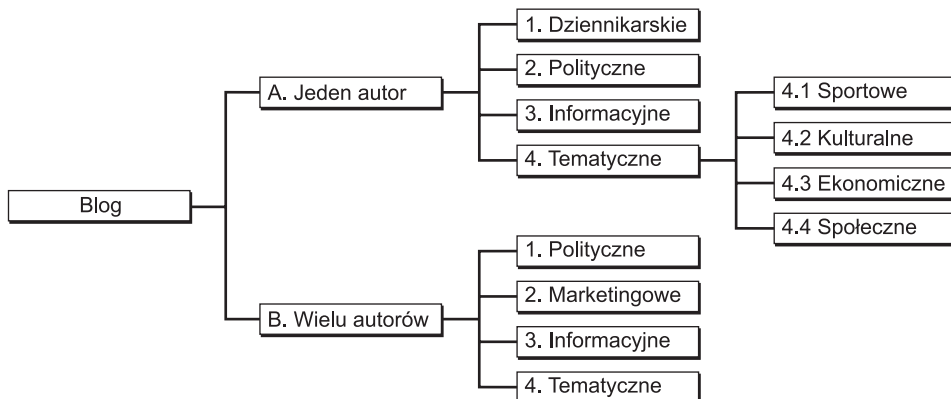 Blog
A. Jeden autor
1. Dziennikarskie
2. Polityczne
3. Informacyjne
4. Tematyczne
4.1 Sportowe
4.2 Kulturalne
4.3 Ekonomiczne
4.4 Społeczne
B. Wielu autorów
1. Polityczne
2. Marketingowe
3. Informacyjne
4. Tematyczne